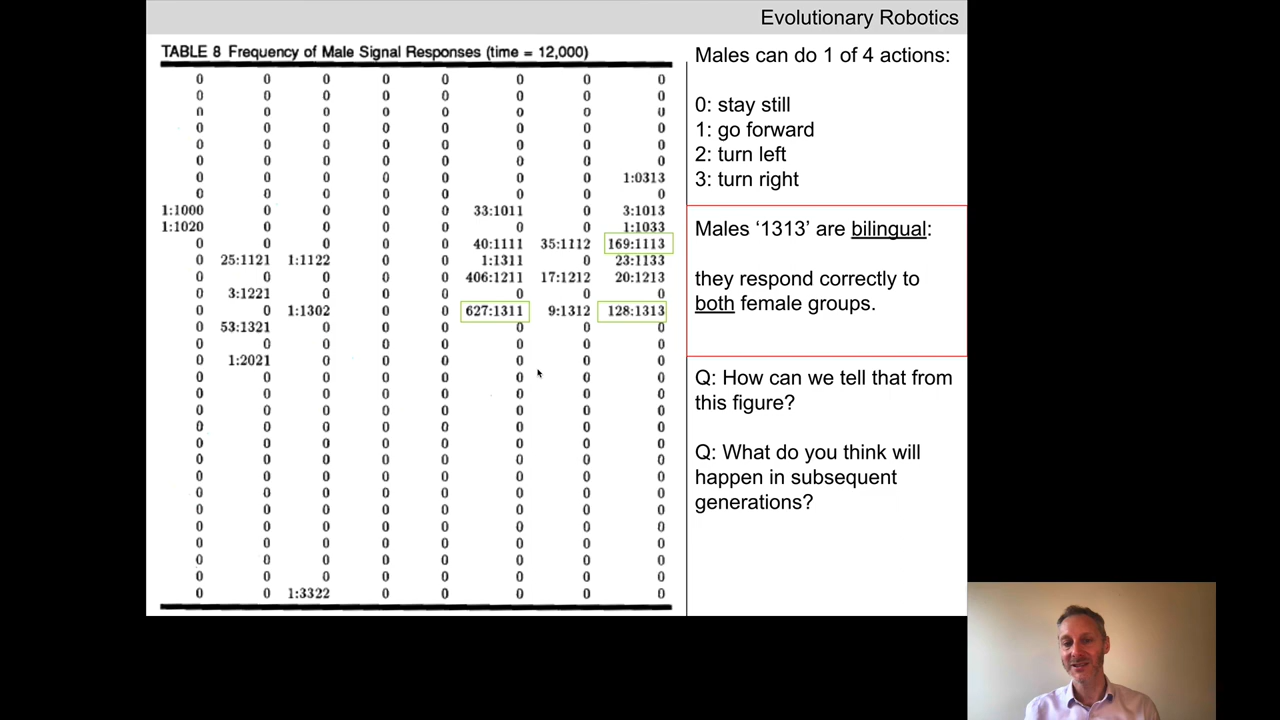 Evolutionary Robotics
TABLE 8 Frequency of Male Signal Responses (time = 12,000)
0 0 0 0 0 0 0 0
0 0 0 0 0 0 0 0
0 0 0 0 0 0 0 0
0 0 0 0 0 0 0 0
0 0 0 0 0 0 0 0
0 0 0 0 0 0 0 0
0 0 0 0 0 0 0 1:0313
0 0 0 0 0 0 0 0
1:1000 0 0 0 0 33:1011 0 3:1013
1:1020 0 0 0 0 0 0 1:1033
0 0 0 0 0 40:1111 35:1112 169:1113
0 25:1121 1:1122 0 0 1:1311 0 23:1133
0 0 0 0 0 406:1211 17:1212 20:1213
0 3:1221 0 0 0 0 0 0
0 0 1:1302 0 0 627:1311 9:1312 128:1313
0 53:1321 0 0 0 0 0 0
0 0 0 0 0 0 0 0
0 1:2021 0 0 0 0 0 0
0 0 0 0 0 0 0 0
0 0 0 0 0 0 0 0
0 0 0 0 0 0 0 0
0 0 0 0 0 0 0 0
0 0 0 0 0 0 0 0
0 0 0 0 0 0 0 0
0 0 0 0 0 0 0 0
0 0 0 0 0 0 0 0
0 0 0 0 0 0 0 0
0 0 0 0 0 0 0 0
0 0 0 0 0 0 0 0
0 0 0 0 0 0 0 0
0 0 0 0 0 0 0 0
0 0 1:3322 0 0 0 0 0
Males can do 1 of 4 actions:
0: stay still
1: go forward
2: turn left
3: turn right
Males ‘1313’ are bilingual:
they respond correctly to
both female groups.
Q: How can we tell that from
this figure?
Q: What do you think will
happen in subsequent
generations?